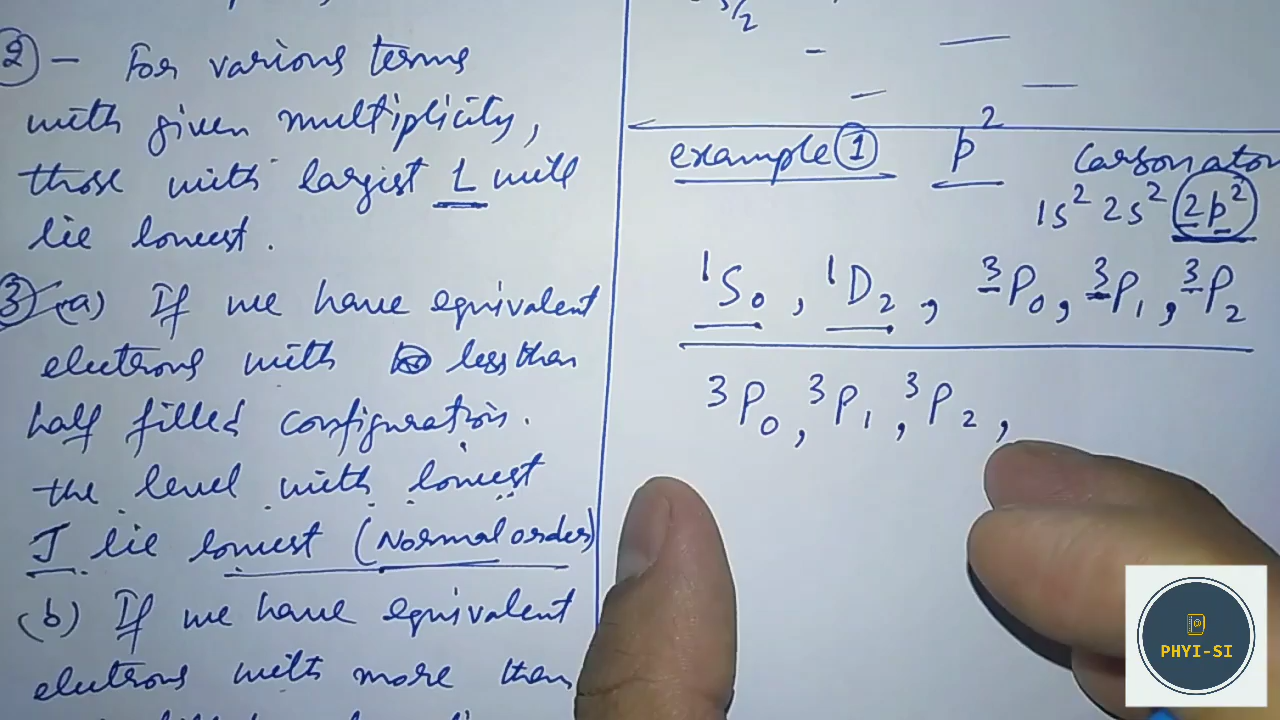 ② - For various terms
with given multiplicity,
those with largist L will
lie lowest.
③ (a) If we have equivalent
electrons with less than
half filled configuration.
the level with lowest
J lie lowest (Normal order)
(b) If we have equivalent
electrons with more than
example ① p² Carbon atom
1s² 2s² 2p²
¹S₀, ¹D₂, ³P₀, ³P₁, ³P₂
³P₀, ³P₁, ³P₂,
PHYI-SI